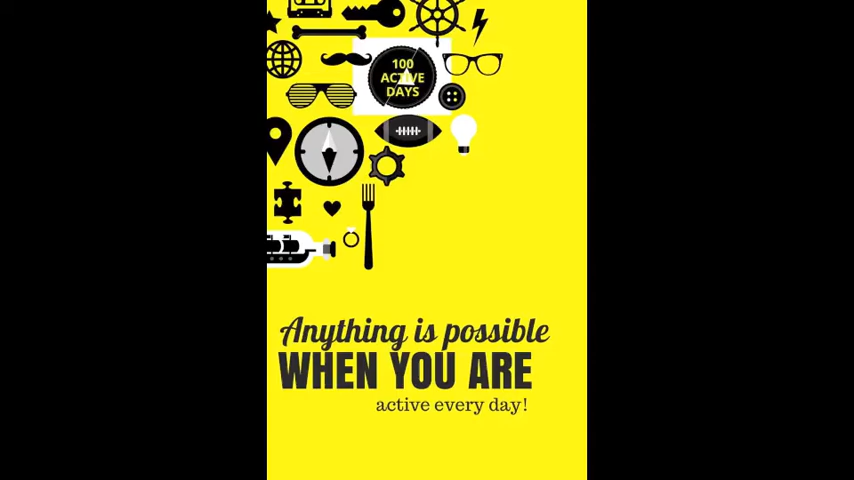 100
ACTIVE
DAYS
Anything is possible
WHEN YOU ARE
active every day!